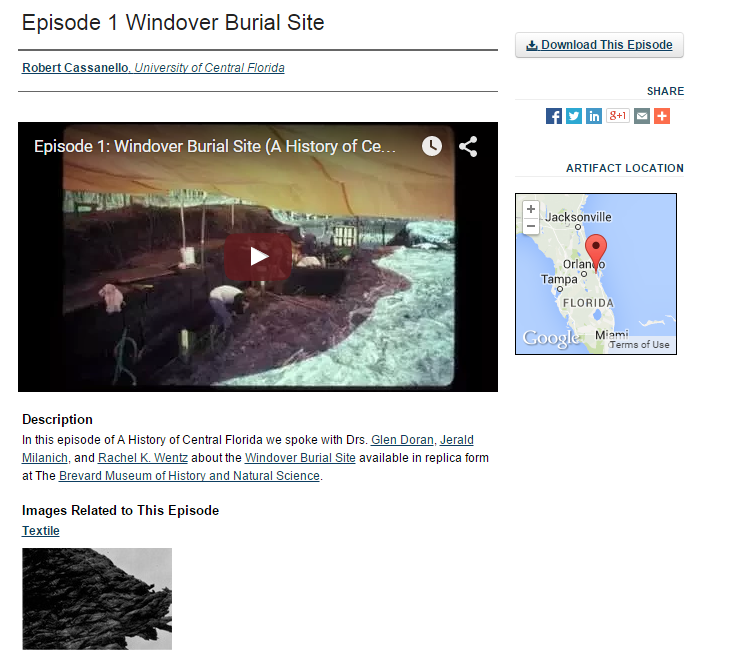 Episode 1 Windover Burial Site
Robert Cassanello, University of Central Florida
Episode 1: Windover Burial Site (A History of Ce...
Description
In this episode of A History of Central Florida we spoke with Drs. Glen Doran, Jerald
Milanich, and Rachel K. Wentz about the Windover Burial Site available in replica form
at The Brevard Museum of History and Natural Science.
Images Related to This Episode
Textile
Download This Episode
SHARE
g+1
ARTIFACT LOCATION
+
−
Jacksonville
Orlando
Tampa
FLORIDA
Miami
Google
Terms of Use